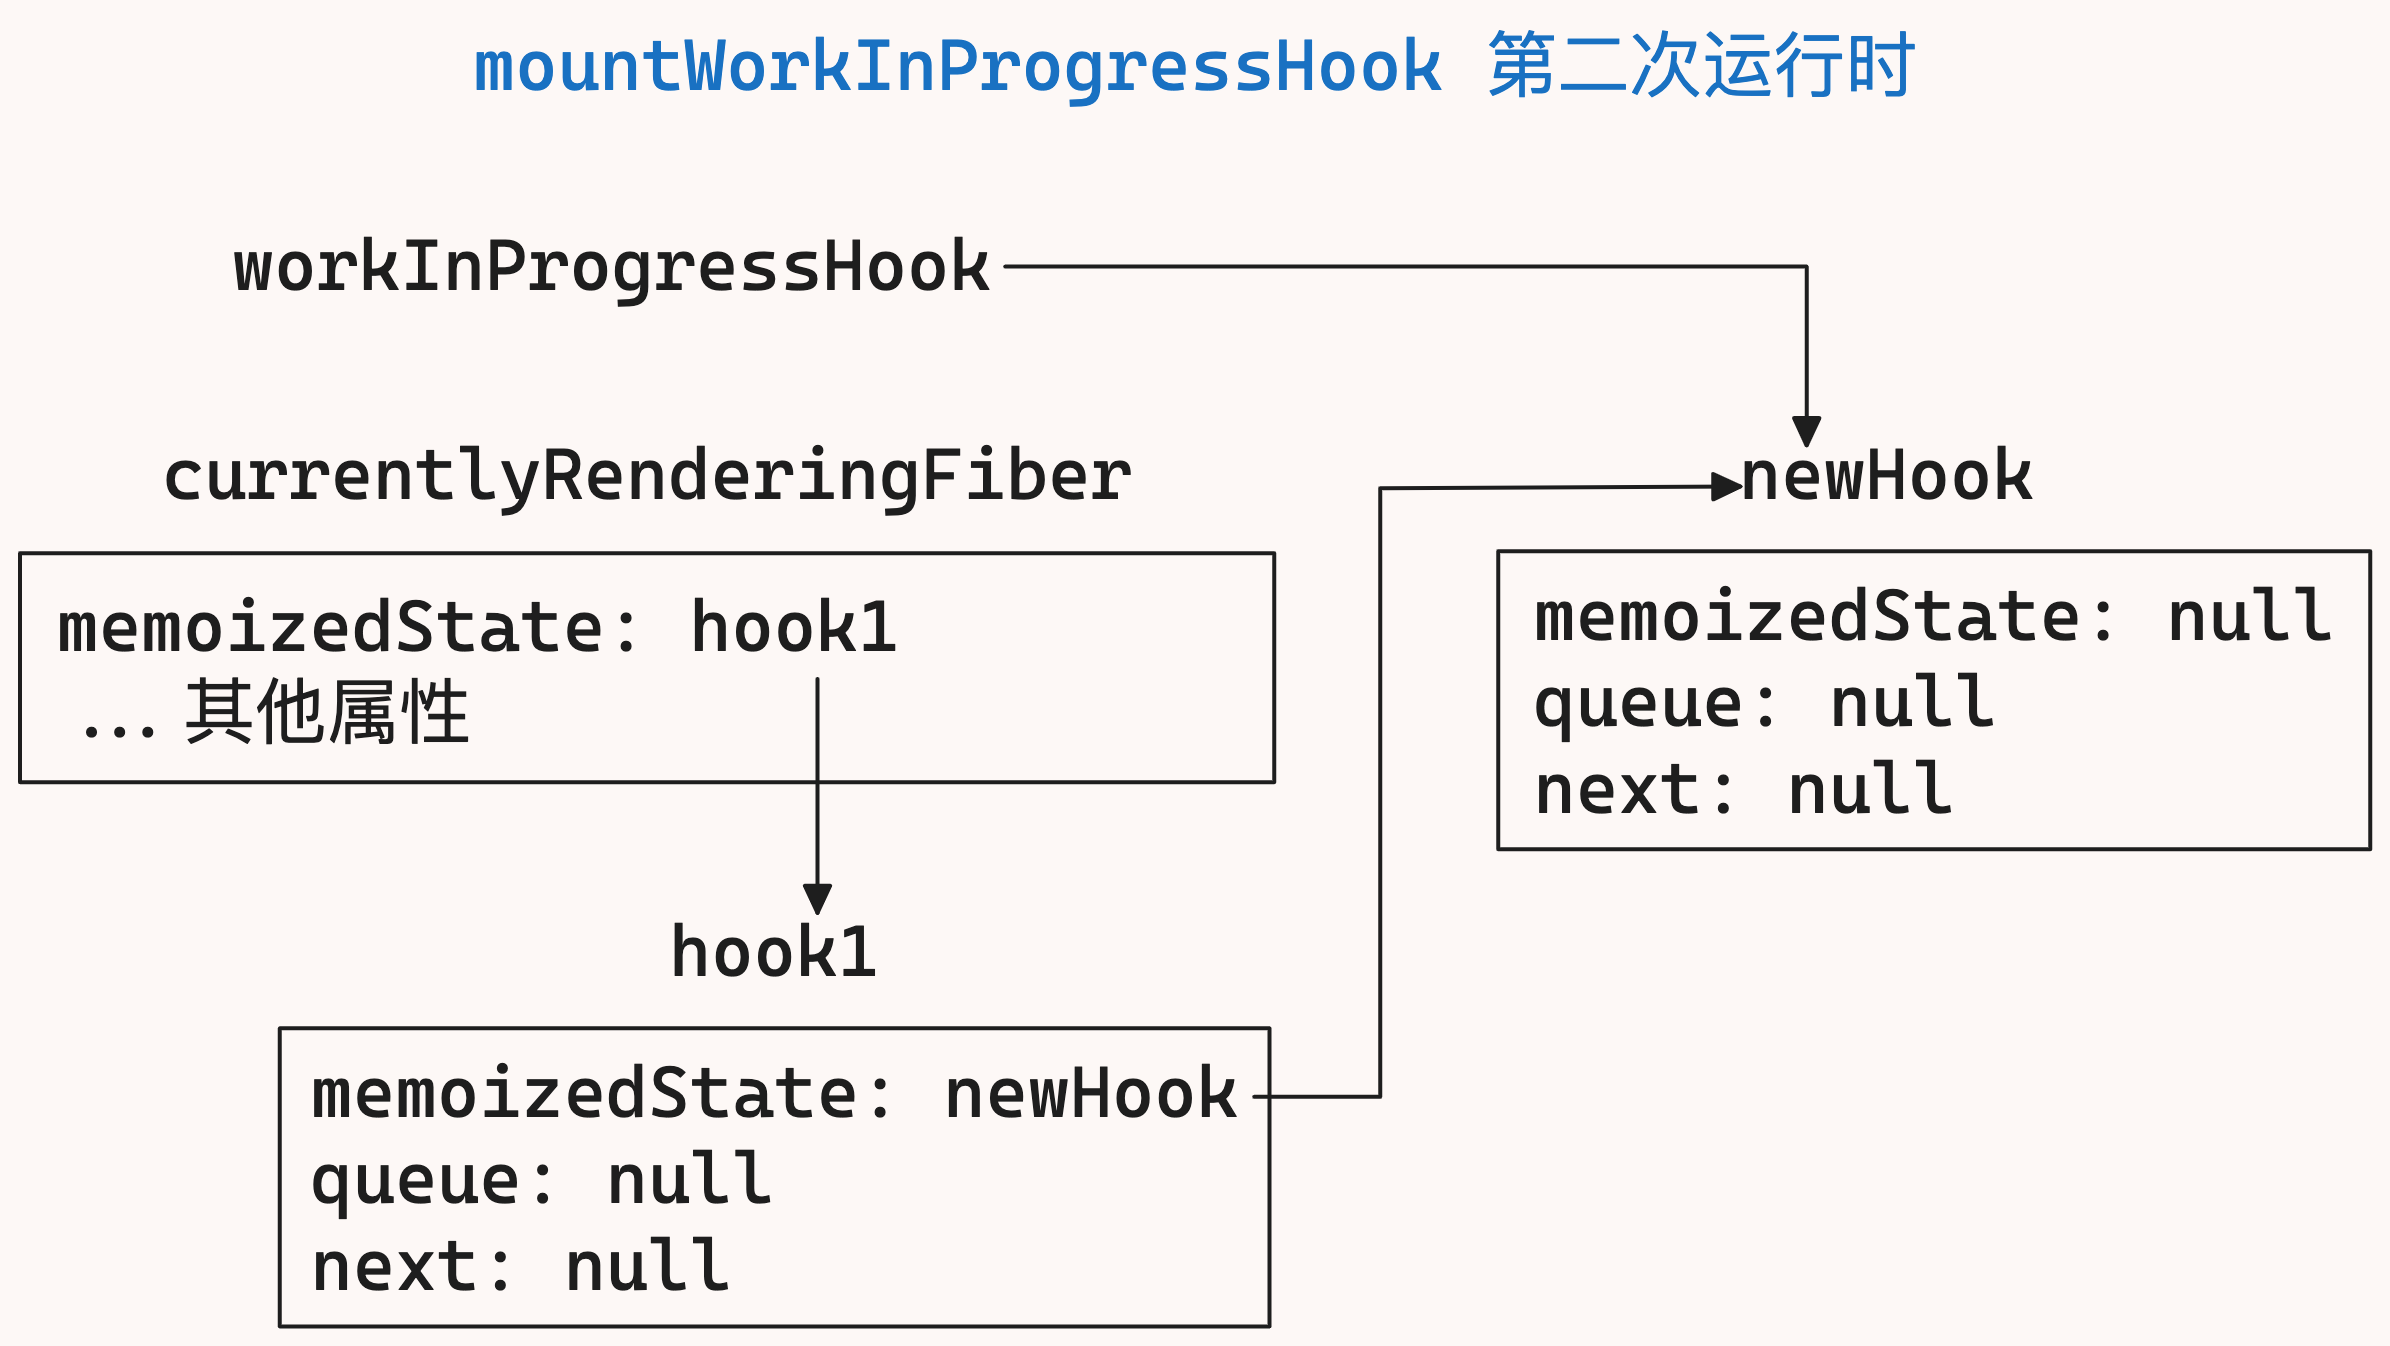 mountWorkInProgressHook 第二次运行时
workInProgressHook
currentlyRenderingFiber
memoizedState: hook1
... 其他属性
newHook
memoizedState: null
queue: null
next: null
hook1
memoizedState: newHook
queue: null
next: null